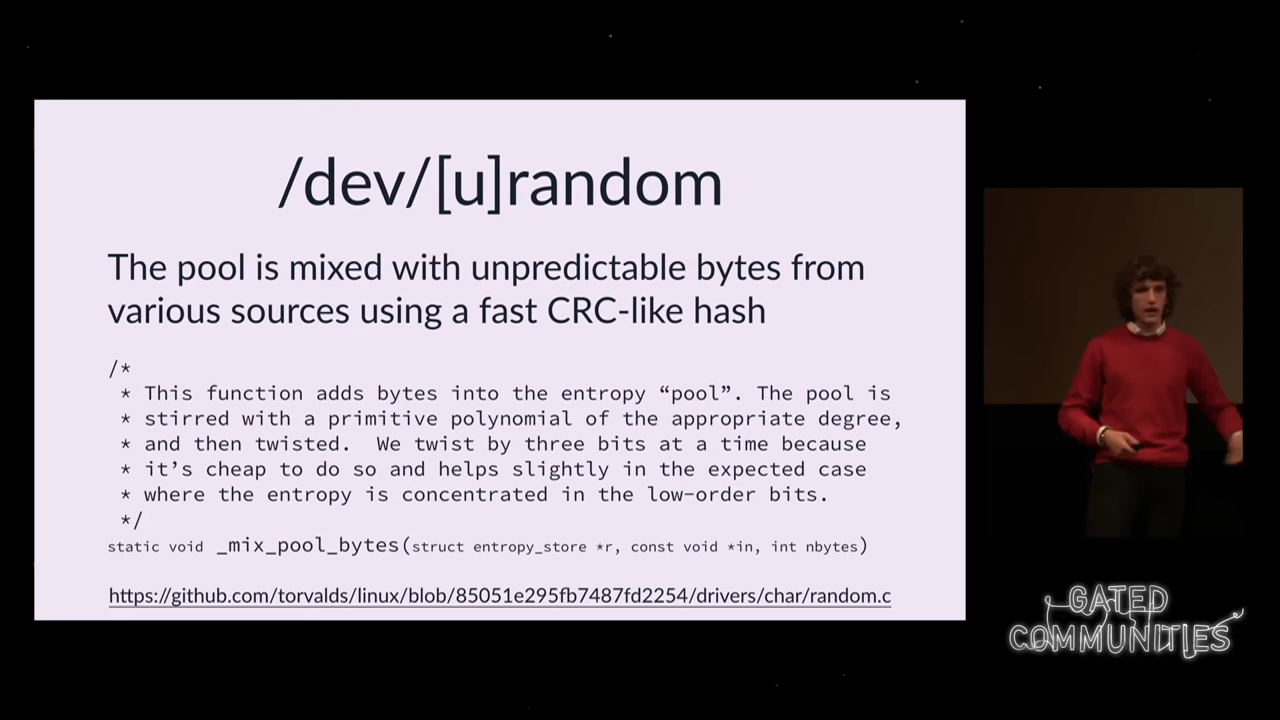 /dev/[u]random
The pool is mixed with unpredictable bytes from
various sources using a fast CRC-like hash
/*
 * This function adds bytes into the entropy “pool”. The pool is
 * stirred with a primitive polynomial of the appropriate degree,
 * and then twisted.  We twist by three bits at a time because
 * it’s cheap to do so and helps slightly in the expected case
 * where the entropy is concentrated in the low-order bits.
 */
static void _mix_pool_bytes(struct entropy_store *r, const void *in, int nbytes)
https://github.com/torvalds/linux/blob/85051e295fb7487fd2254/drivers/char/random.c
GATED
COMMUNITIES